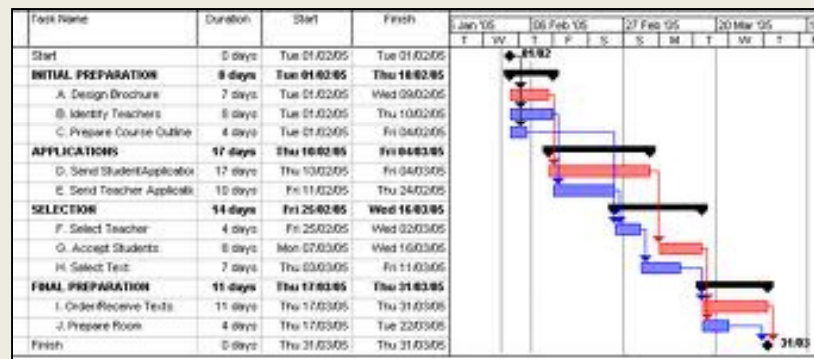 Task Name Duration Start Finish Jan '05 06 Feb '05 27 Feb '05 20 Mar '05
T W T F S S M T W T
Start 0 days Tue 01/02/05 Tue 01/02/05 01/02
INITIAL PREPARATION 8 days Tue 01/02/05 Thu 10/02/05
A. Design Brochure 7 days Tue 01/02/05 Wed 09/02/05
B. Identity Teachers 8 days Tue 01/02/05 Thu 10/02/05
C. Prepare Course Outline 4 days Tue 01/02/05 Fri 04/02/05
APPLICATIONS 17 days Thu 10/02/05 Fri 04/03/05
D. Send Student Applicatio 17 days Thu 10/02/05 Fri 04/03/05
E. Send Teacher Applicati 10 days Fri 11/02/05 Thu 24/02/05
SELECTION 14 days Fri 25/02/05 Wed 16/03/05
F. Select Teacher 4 days Fri 25/02/05 Wed 02/03/05
G. Accept Students 8 days Mon 07/03/05 Wed 16/03/05
H. Select Text 7 days Thu 03/03/05 Fri 11/03/05
FINAL PREPARATION 11 days Thu 17/03/05 Thu 31/03/05
I. Order/Receive Texts 11 days Thu 17/03/05 Thu 31/03/05
J. Prepare Room 4 days Thu 17/03/05 Tue 22/03/05
Finish 0 days Thu 31/03/05 Thu 31/03/05 31/03